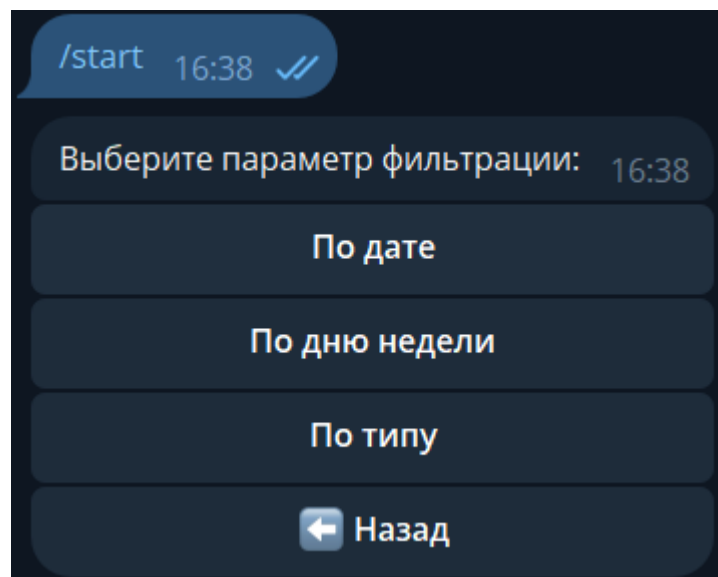 /start 16:38
Выберите параметр фильтрации: 16:38
По дате
По дню недели
По типу
⬅️ Назад